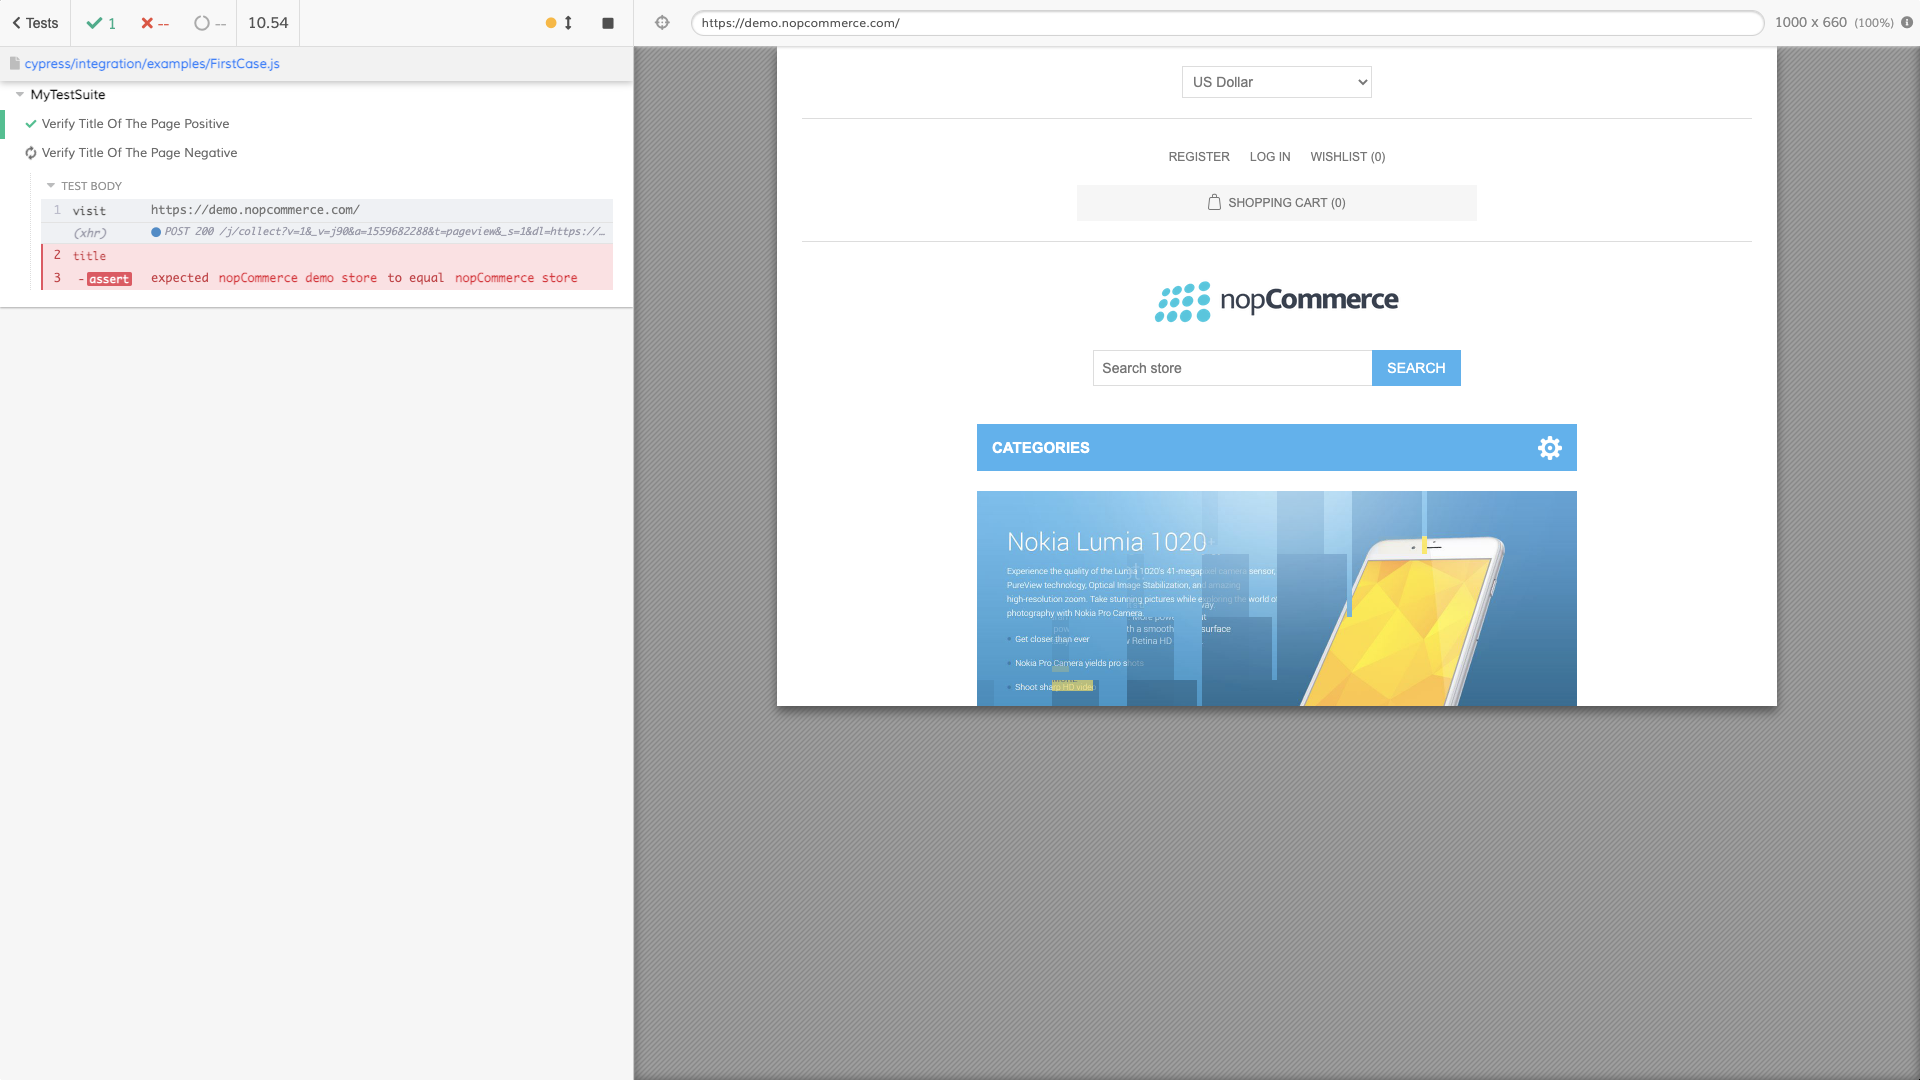 Tests
1
--
--
10.54
cypress/integration/examples/FirstCase.js
MyTestSuite
Verify Title Of The Page Positive
Verify Title Of The Page Negative
TEST BODY
1 visit https://demo.nopcommerce.com/
(xhr) POST 200 /j/collect?v=1&_v=j90&a=1559682288&t=pageview&_s=1&dl=https://…
2 title
3 -assert expected nopCommerce demo store to equal nopCommerce store
https://demo.nopcommerce.com/
1000 x 660 (100%)
US Dollar
REGISTER LOG IN WISHLIST (0)
SHOPPING CART (0)
nopCommerce
Search store SEARCH
CATEGORIES
Nokia Lumia 1020
Experience the quality of the Lumia 1020's 41-megapixel camera sensor,
PureView technology, Optical Image Stabilization, and amazing
high-resolution zoom. Take stunning pictures while exploring the world of
photography with Nokia Pro Camera.
Get closer than ever
Nokia Pro Camera yields pro shots
Shoot sharp HD video